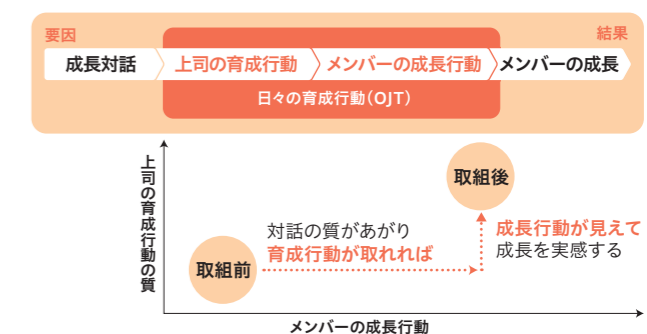 要因
結果
成長対話
上司の育成行動
メンバーの成長行動
メンバーの成長
日々の育成行動(OJT)
上司の育成行動の質
取組後
対話の質があがり
育成行動が取れれば
成長行動が見えて
成長を実感する
取組前
メンバーの成長行動